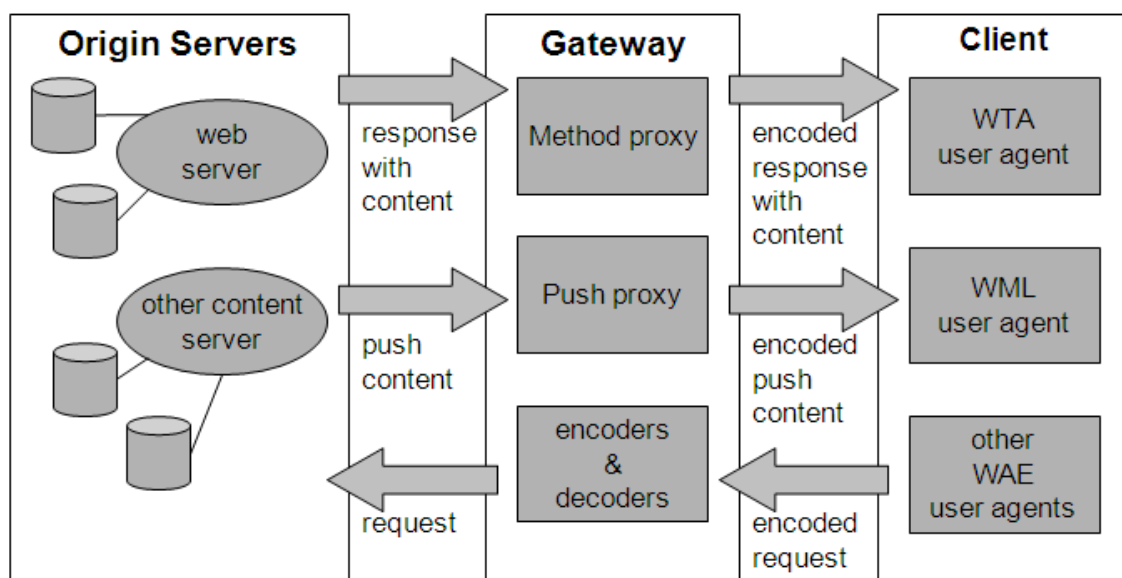 Origin Servers
web
server
other content
server
response
with
content
push
content
request
Gateway
Method proxy
Push proxy
encoders
&
decoders
encoded
response
with
content
encoded
push
content
encoded
request
Client
WTA
user agent
WML
user agent
other
WAE
user agents